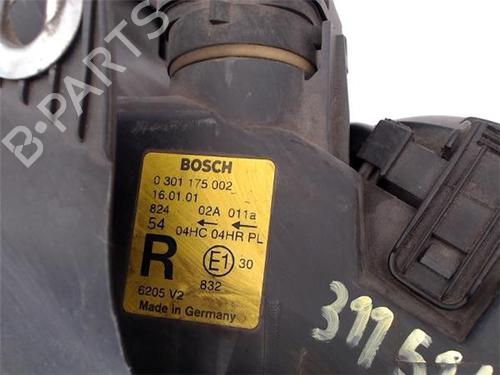 B-PARTS
BOSCH
0 301 175 002
16.01.01
824 02A 011a
54 ← ←
04HC 04HR PL
R E1 30
832
6205 V2
Made in Germany